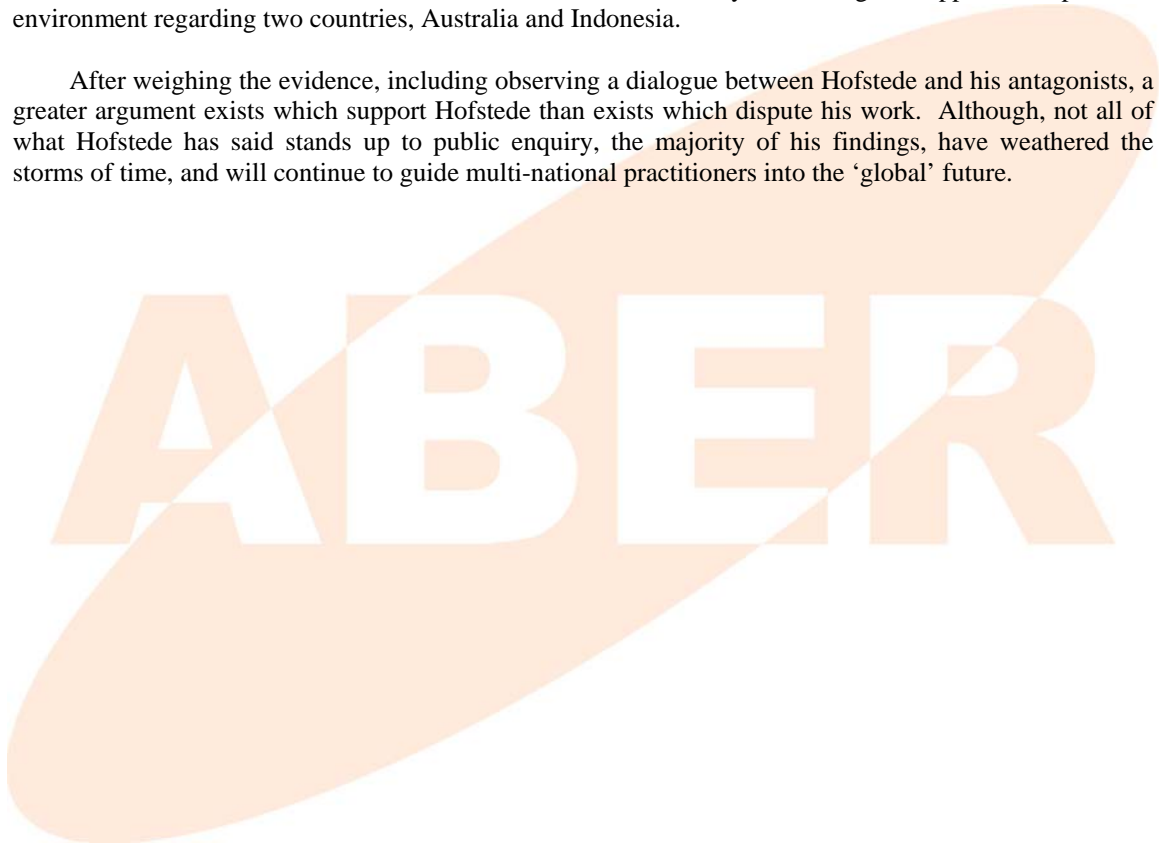 environment regarding two countries, Australia and Indonesia.
After weighing the evidence, including observing a dialogue between Hofstede and his antagonists, a
greater argument exists which support Hofstede than exists which dispute his work. Although, not all of
what Hofstede has said stands up to public enquiry, the majority of his findings, have weathered the
storms of time, and will continue to guide multi-national practitioners into the ‘global’ future.
ABER